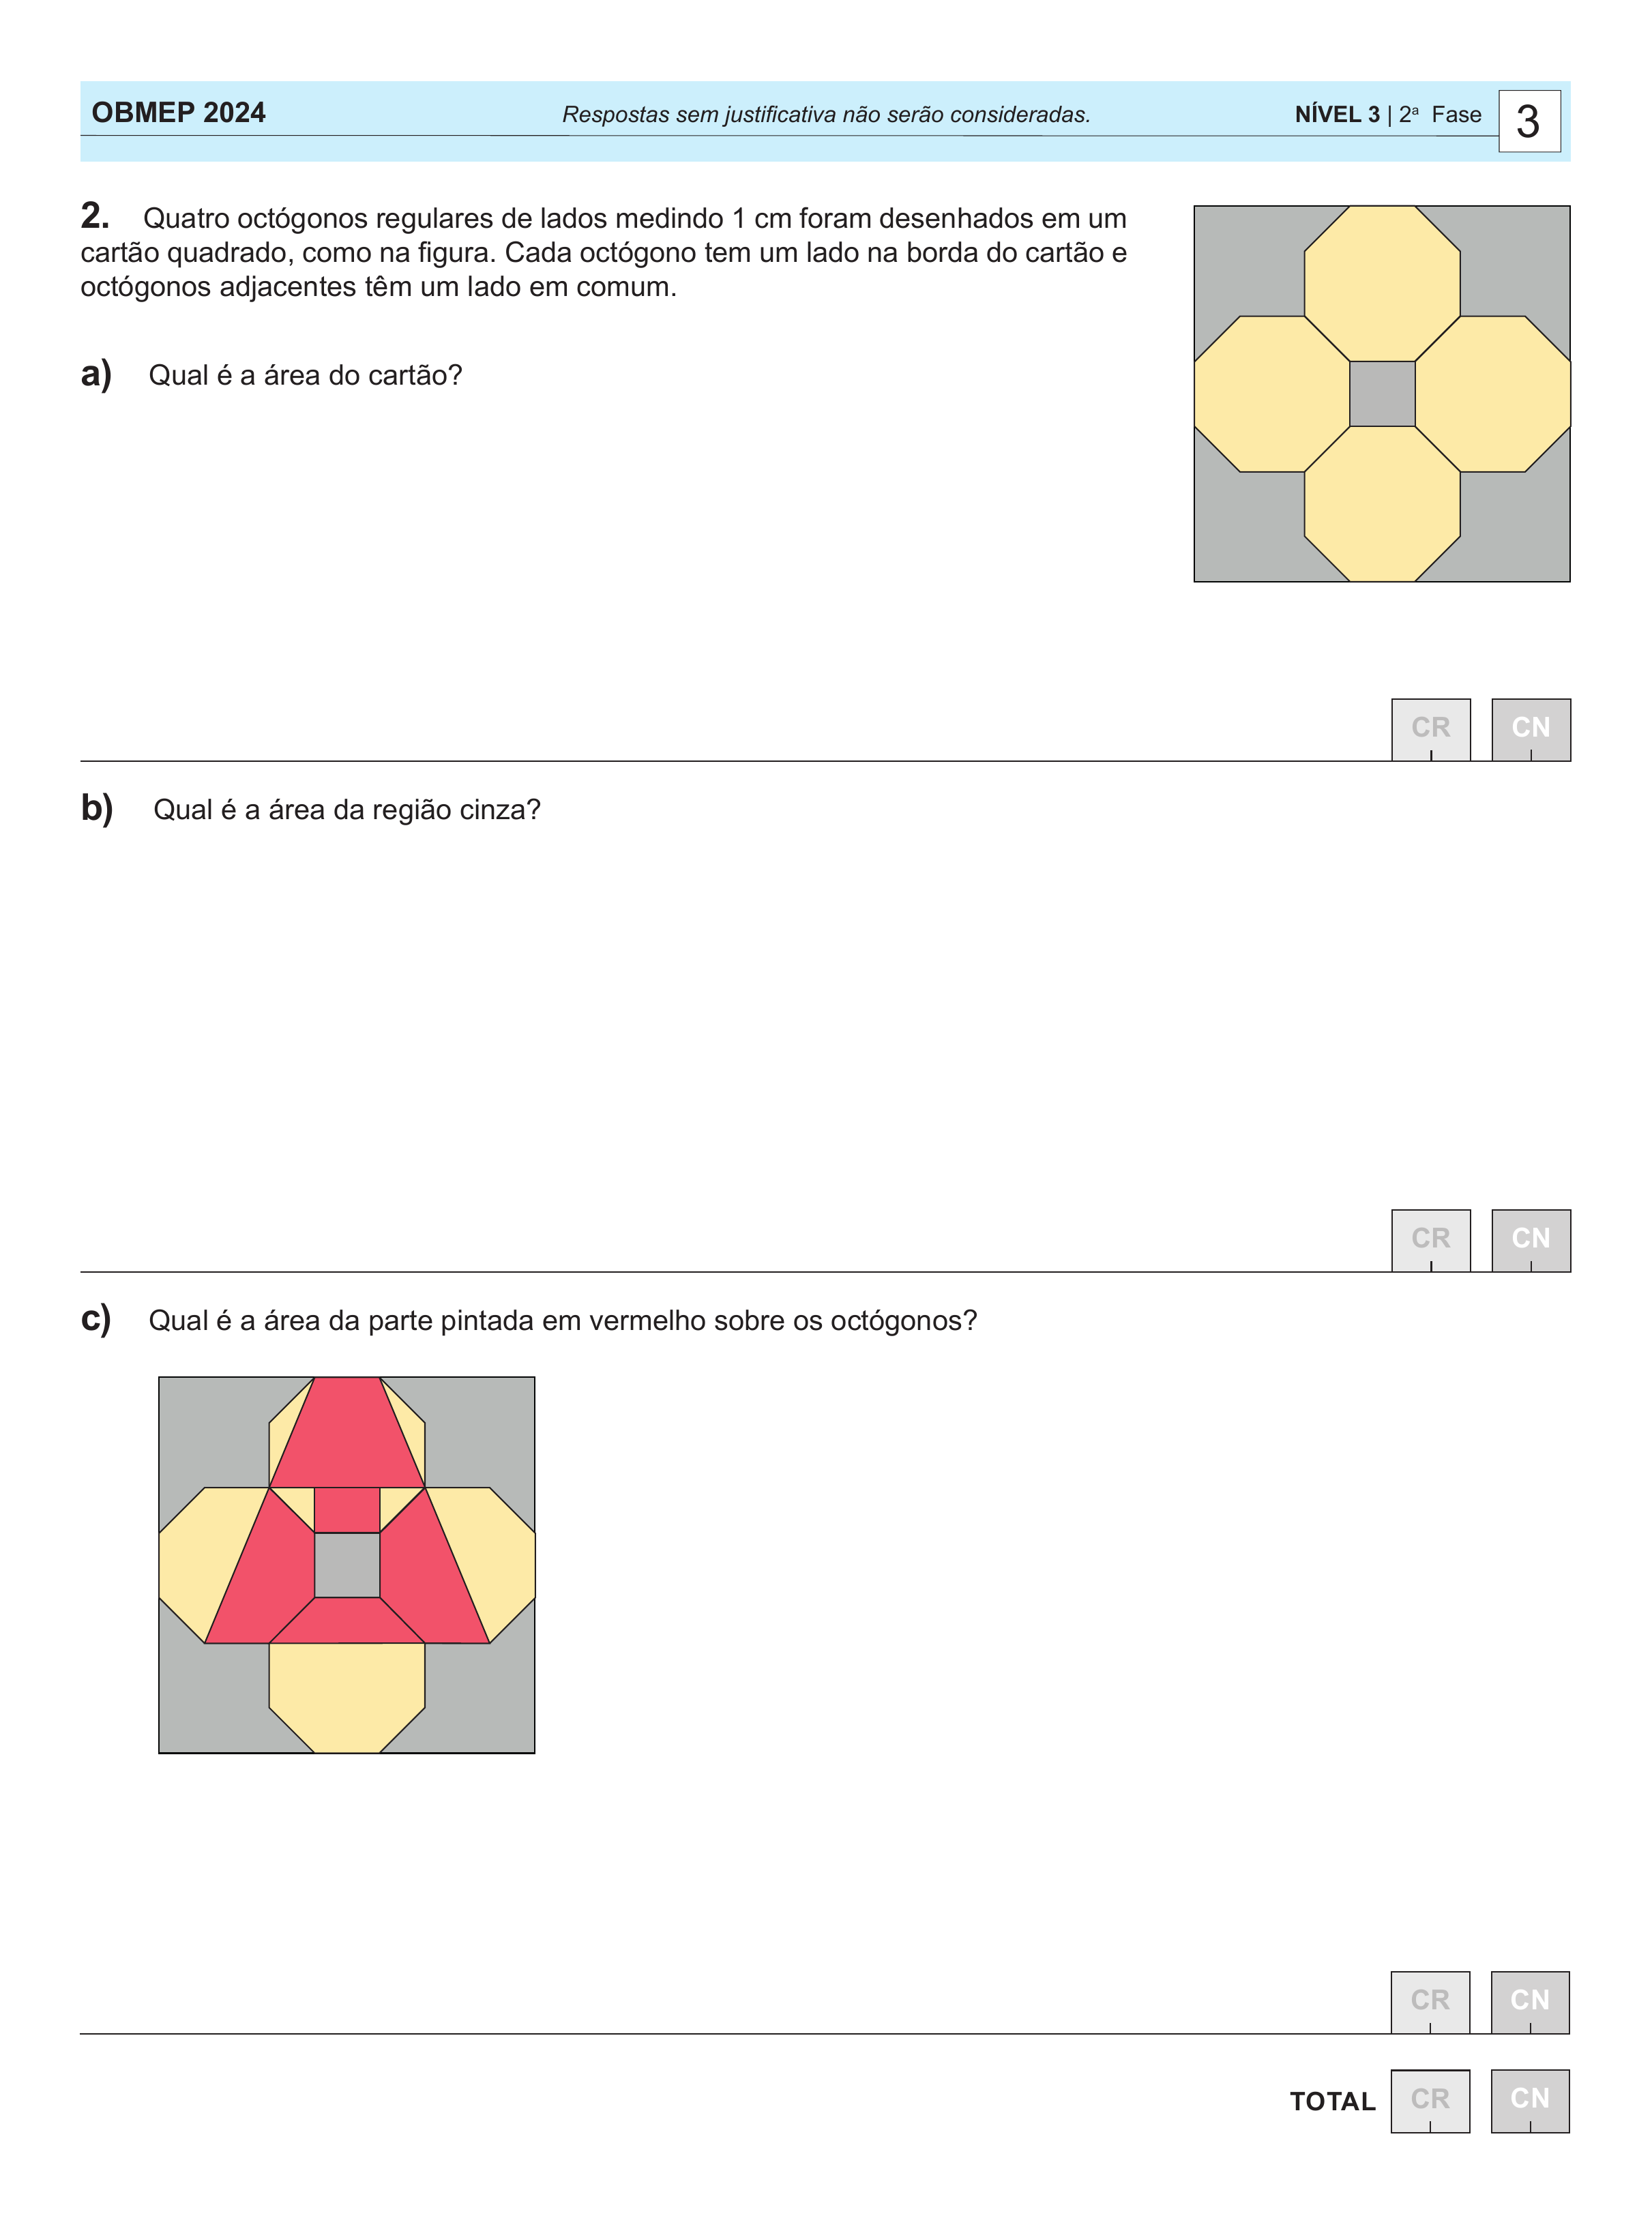 OBMEP 2024
Respostas sem justificativa não serão consideradas.
NÍVEL 3 | 2ª Fase
3
2. Quatro octógonos regulares de lados medindo 1 cm foram desenhados em um
cartão quadrado, como na figura. Cada octógono tem um lado na borda do cartão e
octógonos adjacentes têm um lado em comum.
a) Qual é a área do cartão?
CR CN
b) Qual é a área da região cinza?
CR CN
c) Qual é a área da parte pintada em vermelho sobre os octógonos?
CR CN
TOTAL CR CN